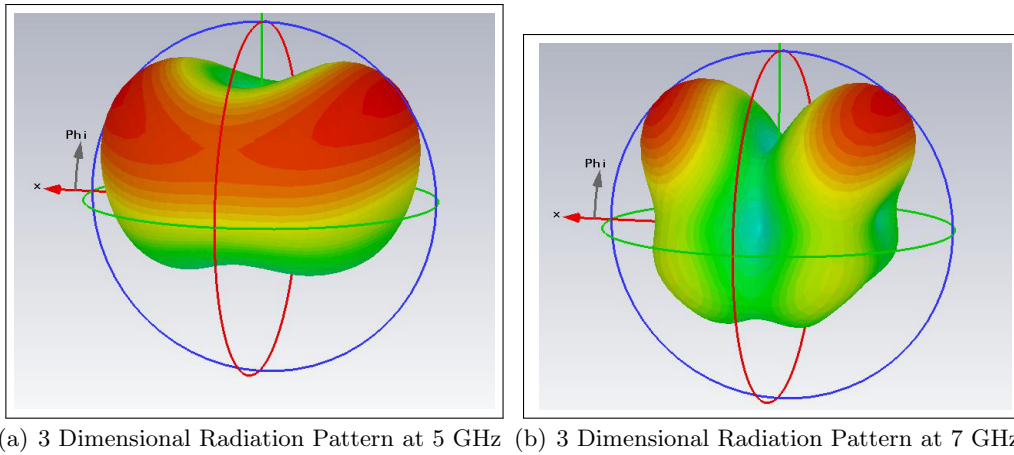 Phi
x
Phi
x
(a) 3 Dimensional Radiation Pattern at 5 GHz
(b) 3 Dimensional Radiation Pattern at 7 GHz